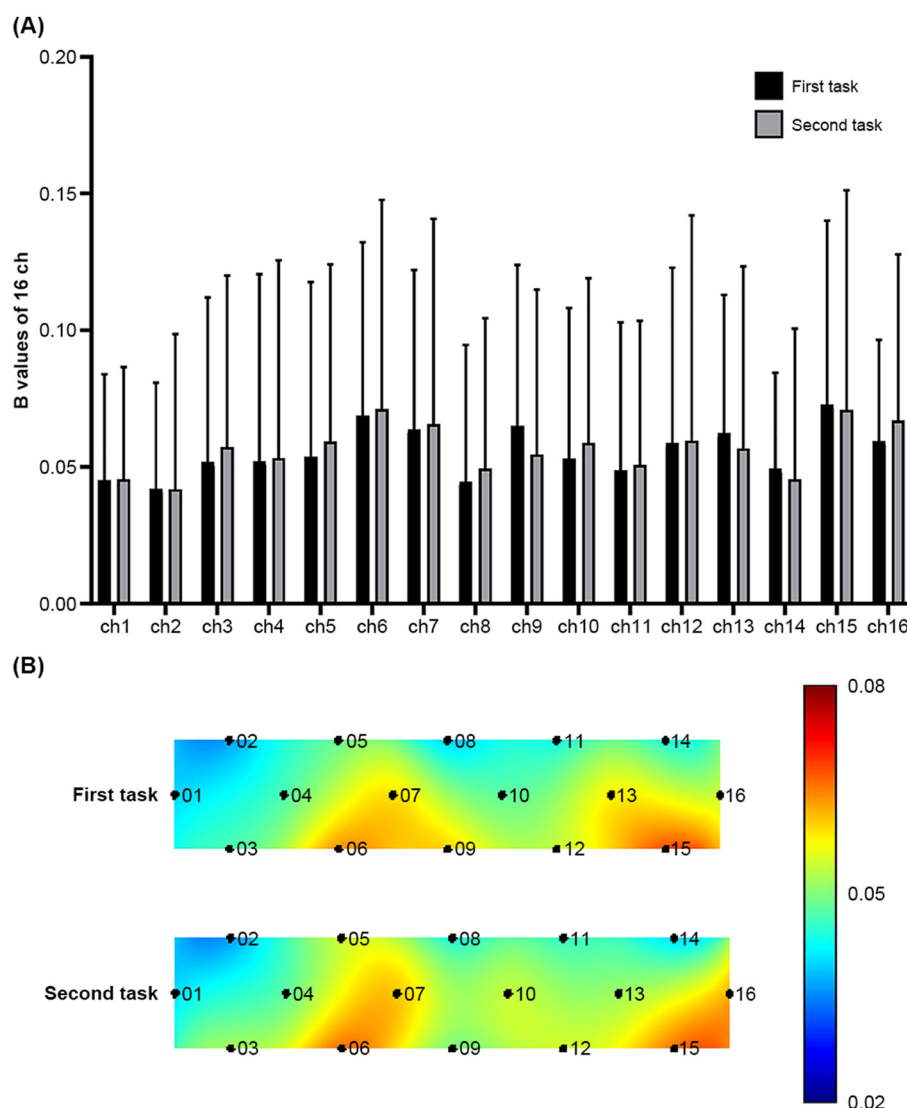 (A)
0.20
First task
Second task
0.15
B values of 16 ch
0.10
0.05
0.00
ch1 ch2 ch3 ch4 ch5 ch6 ch7 ch8 ch9 ch10 ch11 ch12 ch13 ch14 ch15 ch16
(B)
0.08
02 05 08 11 14
First task 01 04 07 10 13 16
03 06 09 12 15
0.05
02 05 08 11 14
Second task 01 04 07 10 13 16
03 06 09 12 15
0.02